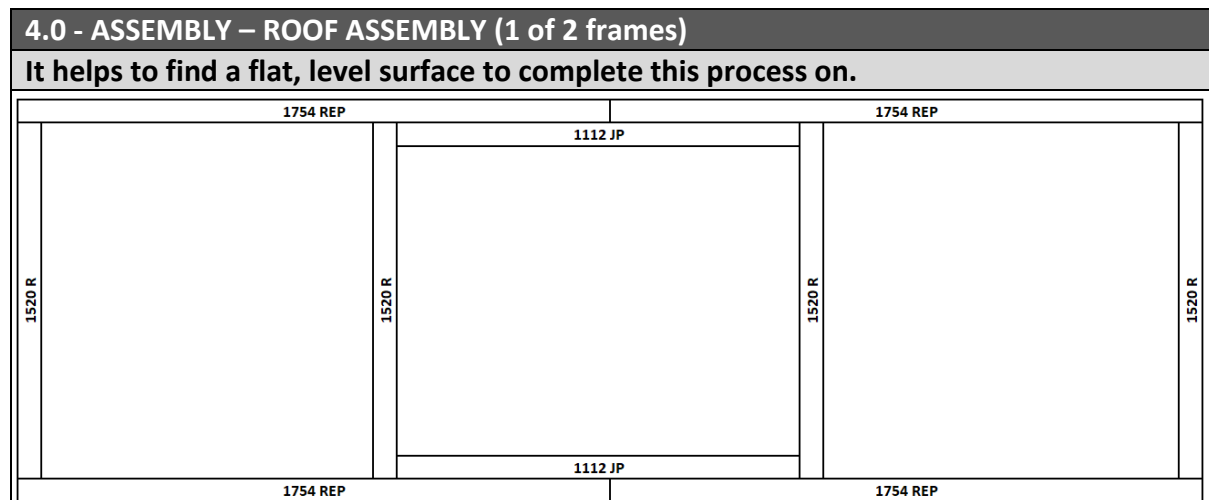 4.0 - ASSEMBLY – ROOF ASSEMBLY (1 of 2 frames)
It helps to find a flat, level surface to complete this process on.
1754 REP 1754 REP
1112 JP
1520 R 1520 R 1520 R 1520 R
1112 JP
1754 REP 1754 REP